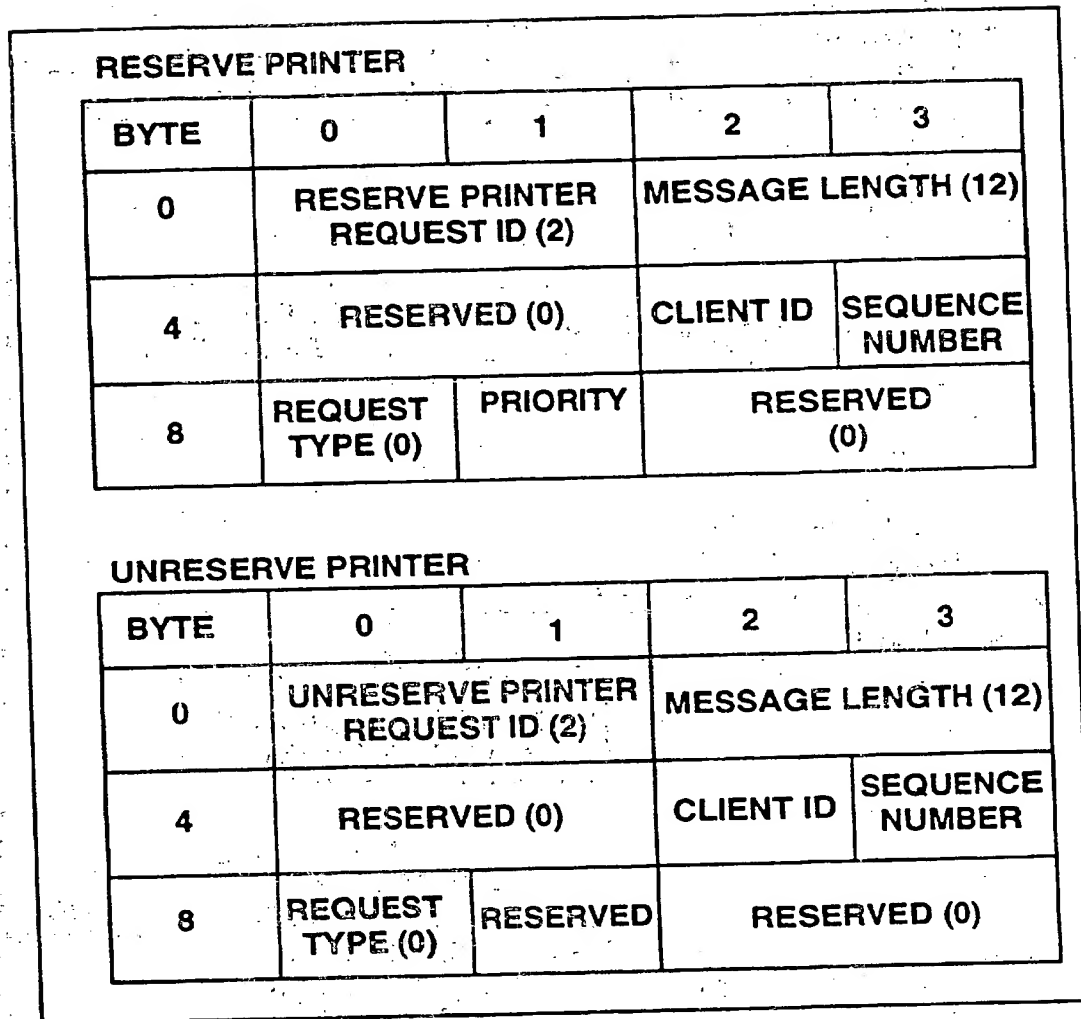 RESERVE PRINTER
BYTE 0 1 2 3
0 RESERVE PRINTER MESSAGE LENGTH (12)
REQUEST ID (2)
4 RESERVED (0) CLIENT ID SEQUENCE
NUMBER
8 REQUEST PRIORITY RESERVED
TYPE (0) (0)
UNRESERVE PRINTER
BYTE 0 1 2 3
0 UNRESERVE PRINTER MESSAGE LENGTH (12)
REQUEST ID (2)
4 RESERVED (0) CLIENT ID SEQUENCE
NUMBER
8 REQUEST RESERVED RESERVED (0)
TYPE (0)